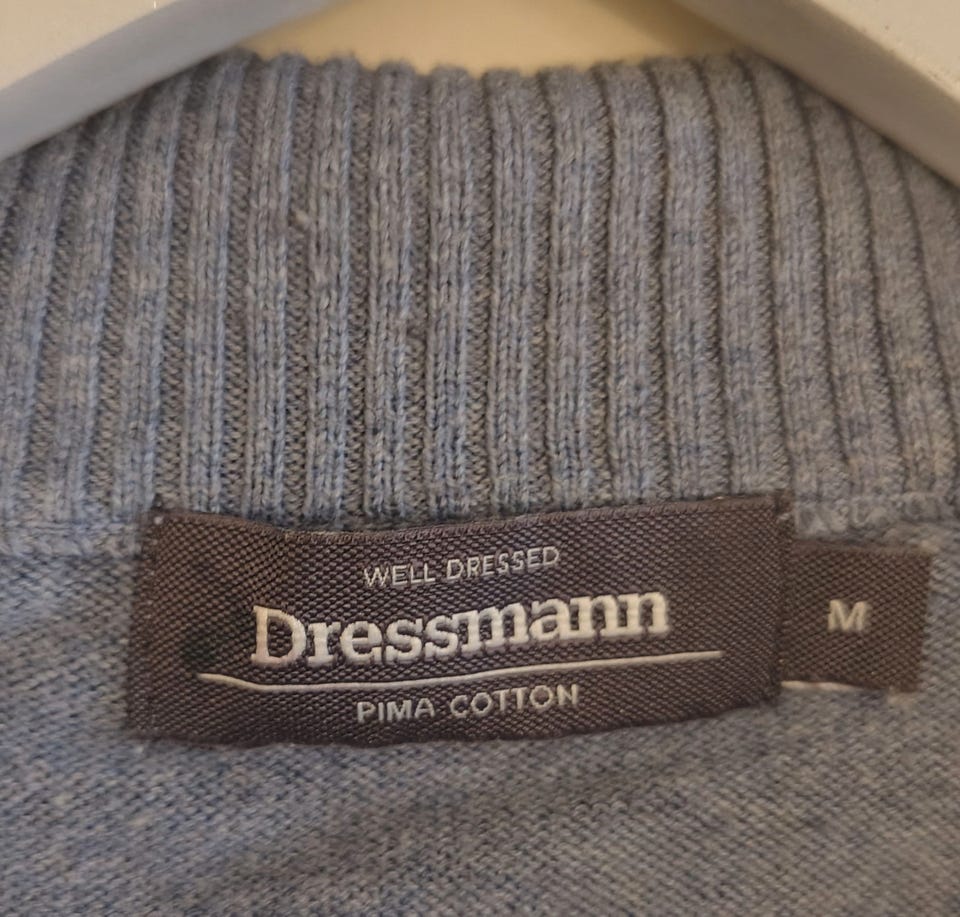 WELL DRESSED
Dressmann
PIMA COTTON
M